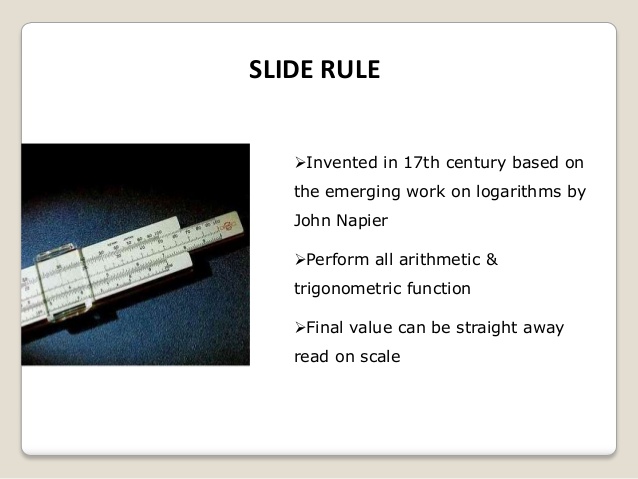 SLIDE RULE
➢Invented in 17th century based on
the emerging work on logarithms by
John Napier
➢Perform all arithmetic &
trigonometric function
➢Final value can be straight away
read on scale